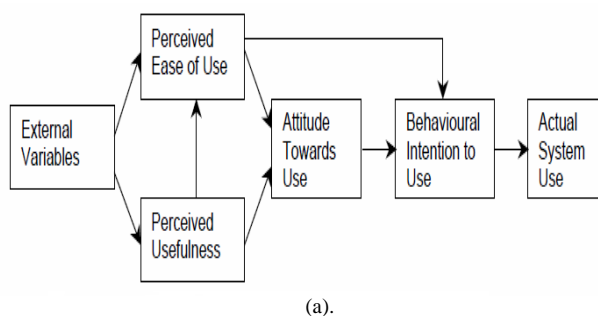 Perceived
Ease of Use
External
Variables
Attitude
Towards
Use
Behavioural
Intention to
Use
Actual
System
Use
Perceived
Usefulness
(a).